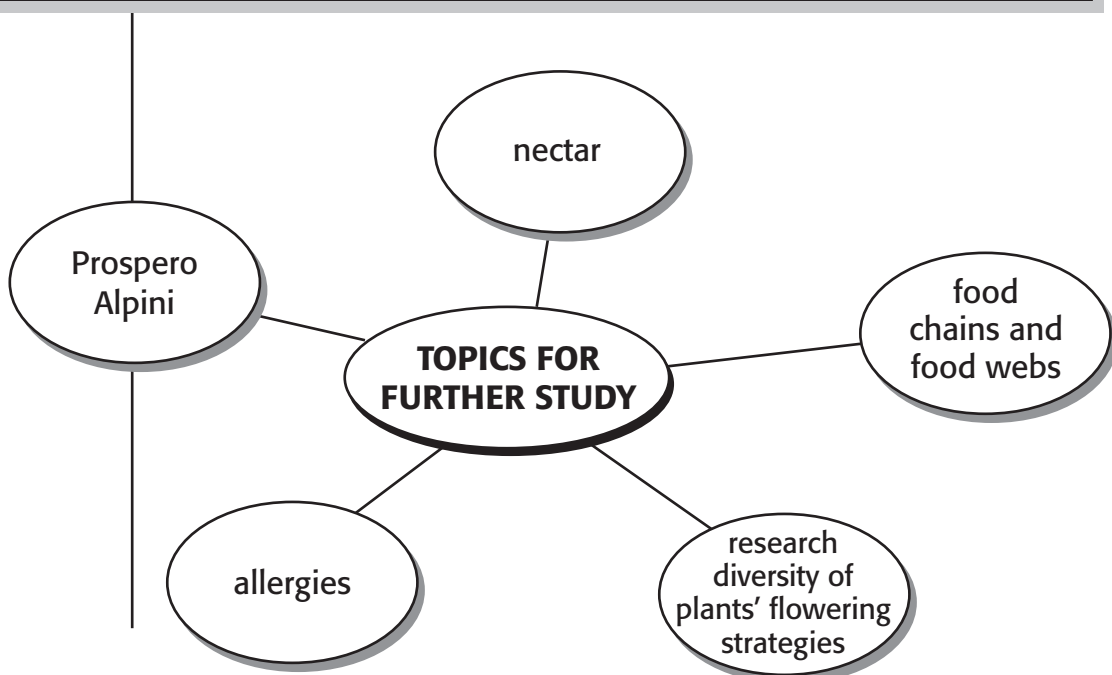 nectar
Prospero
Alpini
food
chains and
food webs
TOPICS FOR
FURTHER STUDY
allergies
research
diversity of
plants’ flowering
strategies